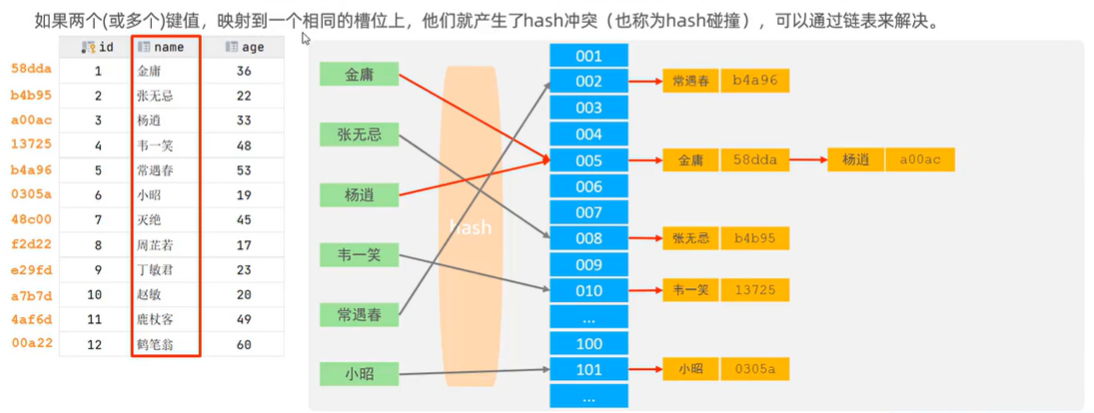 如果两个(或多个)键值，映射到一个相同的槽位上，他们就产生了hash冲突（也称为hash碰撞），可以通过链表来解决。
id name age
58dda 1 金庸 36
b4b95 2 张无忌 22
a00ac 3 杨逍 33
13725 4 韦一笑 48
b4a96 5 常遇春 53
0305a 6 小昭 19
48c00 7 灭绝 45
f2d22 8 周芷若 17
e29fd 9 丁敏君 23
a7b7d 10 赵敏 20
4af6d 11 鹿杖客 49
00a22 12 鹤笔翁 60
金庸
张无忌
杨逍
韦一笑
常遇春
小昭
hash
001
002 常遇春 b4a96
003
004
005 金庸 58dda 杨逍 a00ac
006
007
008 张无忌 b4b95
009
010 韦一笑 13725
...
100
101 小昭 0305a
...